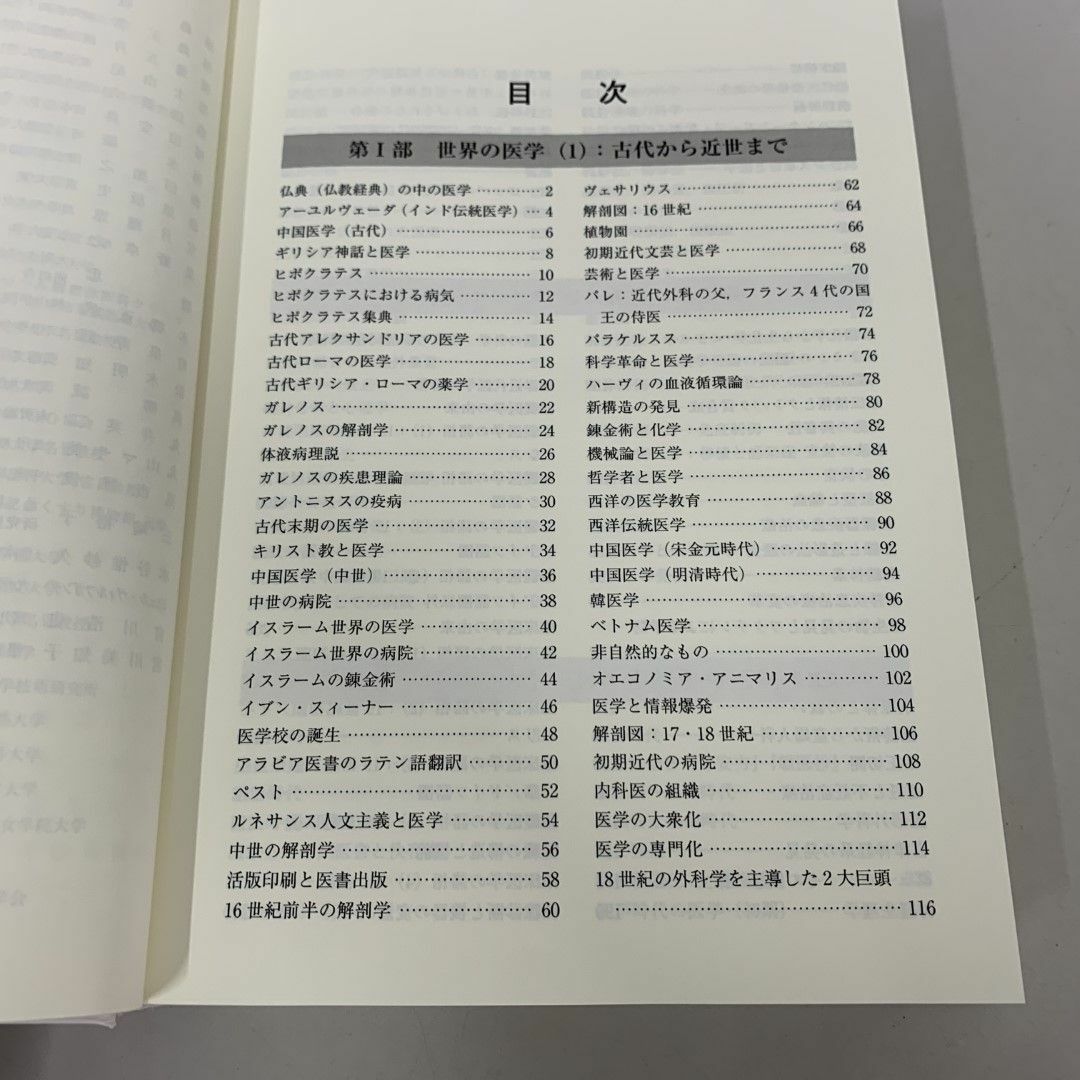 目 次
第Ⅰ部 世界の医学(1):古代から近世まで
仏典(仏教経典)の中の医学 ………… 2
アーユルヴェーダ(インド伝統医学) … 4
中国医学(古代) ………… 6
ギリシア神話と医学 ………… 8
ヒポクラテス ………… 10
ヒポクラテスにおける病気 ………… 12
ヒポクラテス集典 ………… 14
古代アレクサンドリアの医学 ………… 16
古代ローマの医学 ………… 18
古代ギリシア・ローマの薬学 ………… 20
ガレノス ………… 22
ガレノスの解剖学 ………… 24
体液病理説 ………… 26
ガレノスの疾患理論 ………… 28
アントニヌスの疫病 ………… 30
古代末期の医学 ………… 32
キリスト教と医学 ………… 34
中国医学(中世) ………… 36
中世の病院 ………… 38
イスラーム世界の医学 ………… 40
イスラーム世界の病院 ………… 42
イスラームの錬金術 ………… 44
イブン・スィーナー ………… 46
医学校の誕生 ………… 48
アラビア医書のラテン語翻訳 ………… 50
ペスト ………… 52
ルネサンス人文主義と医学 ………… 54
中世の解剖学 ………… 56
活版印刷と医書出版 ………… 58
16世紀前半の解剖学 ………… 60
ヴェサリウス ………… 62
解剖図:16世紀 ………… 64
植物園 ………… 66
初期近代文芸と医学 ………… 68
芸術と医学 ………… 70
パレ:近代外科の父,フランス4代の国
王の侍医 ………… 72
パラケルスス ………… 74
科学革命と医学 ………… 76
ハーヴィの血液循環論 ………… 78
新構造の発見 ………… 80
錬金術と化学 ………… 82
機械論と医学 ………… 84
哲学者と医学 ………… 86
西洋の医学教育 ………… 88
西洋伝統医学 ………… 90
中国医学(宋金元時代) ………… 92
中国医学(明清時代) ………… 94
韓医学 ………… 96
ベトナム医学 ………… 98
非自然的なもの ………… 100
オエコノミア・アニマリス ………… 102
医学と情報爆発 ………… 104
解剖図:17・18世紀 ………… 106
初期近代の病院 ………… 108
内科医の組織 ………… 110
医学の大衆化 ………… 112
医学の専門化 ………… 114
18世紀の外科学を主導した2大巨頭
………… 116